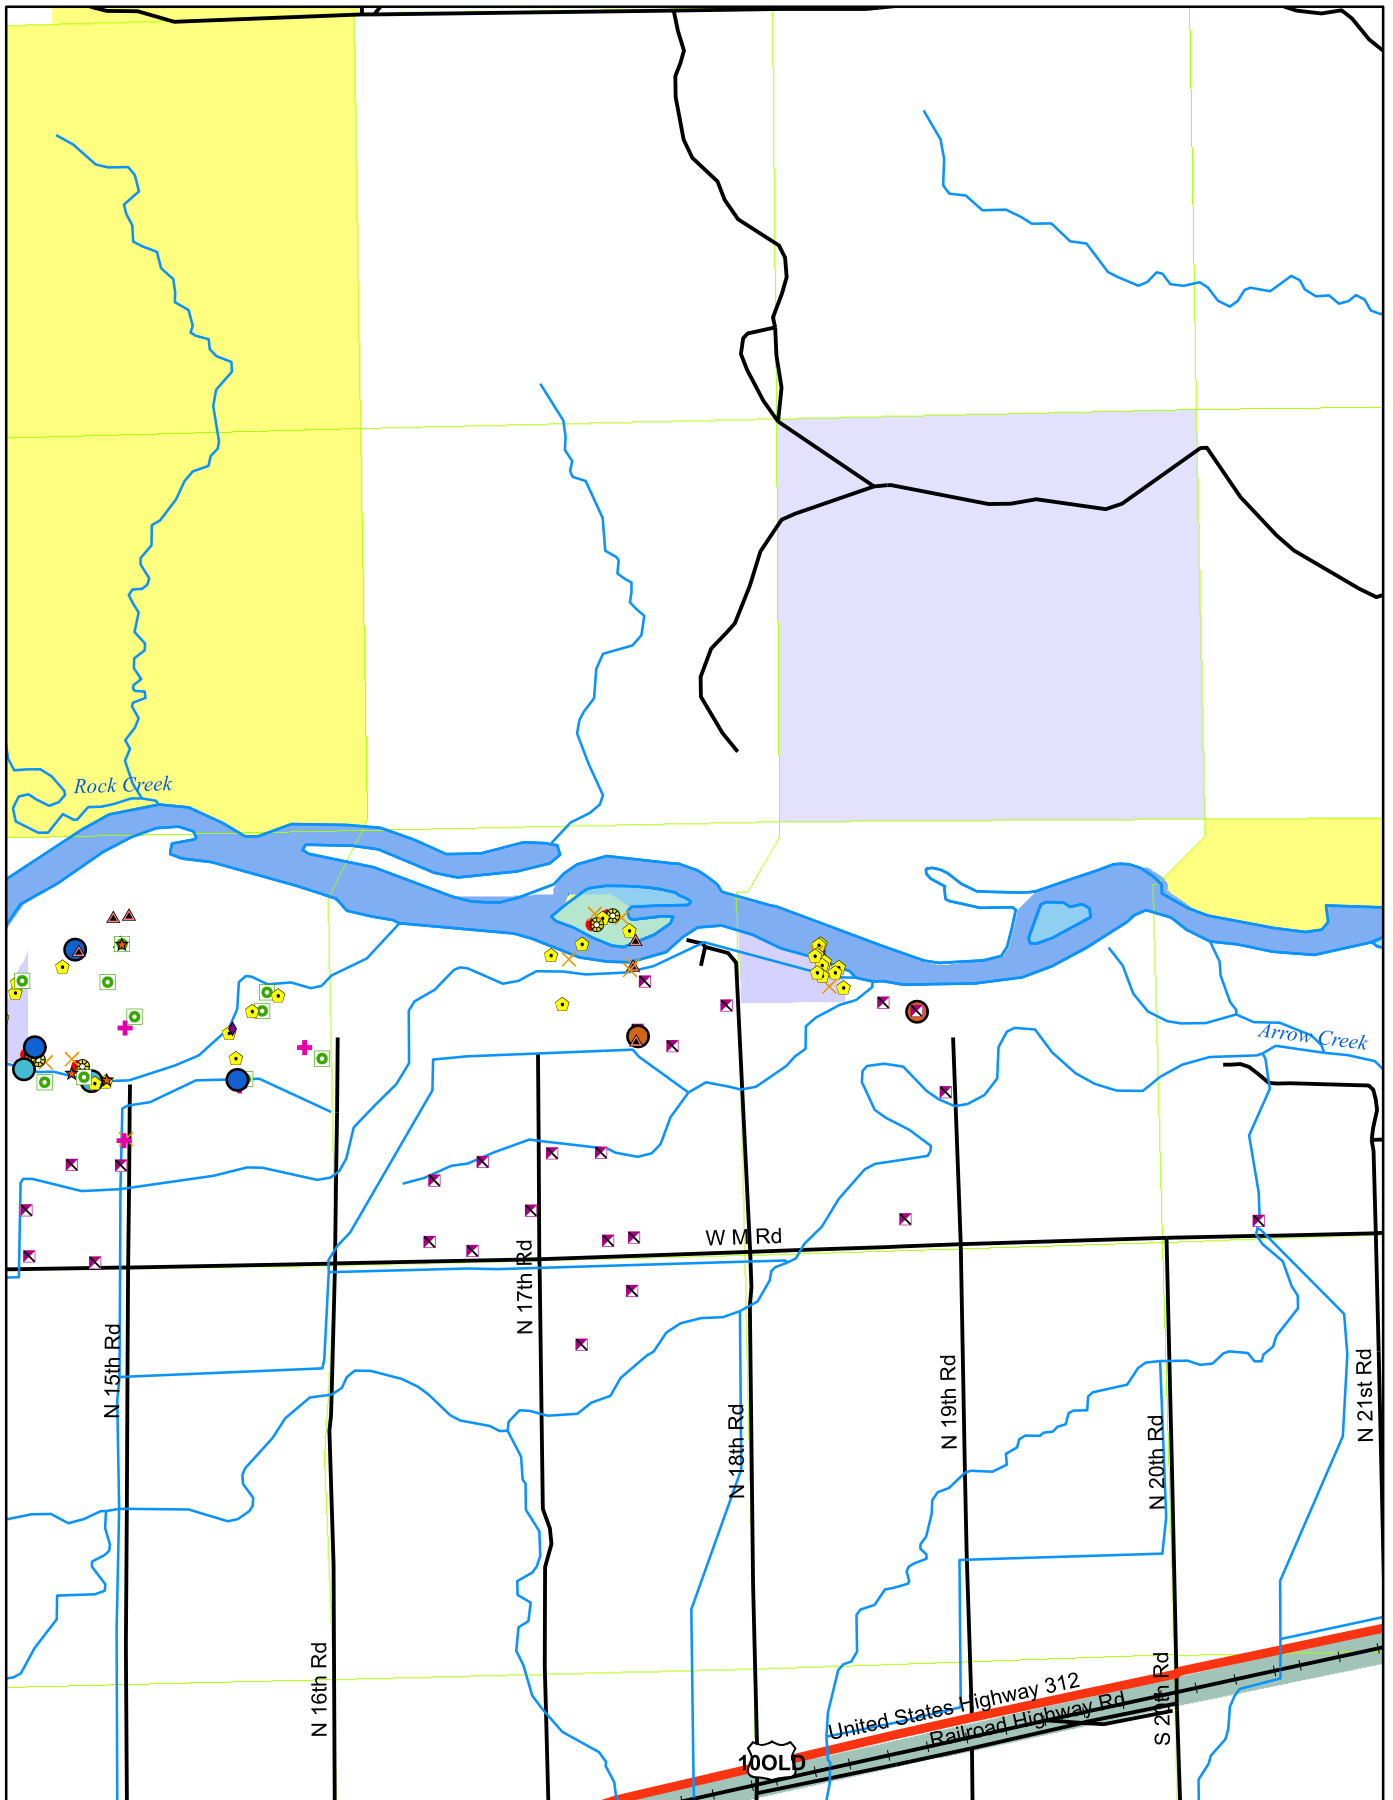 Rock Creek
Arrow Creek
W M Rd
N 15th Rd
N 16th Rd
N 17th Rd
N 18th Rd
N 19th Rd
N 20th Rd
N 21st Rd
S 20th Rd
United States Highway 312
Railroad Highway Rd
10OLD